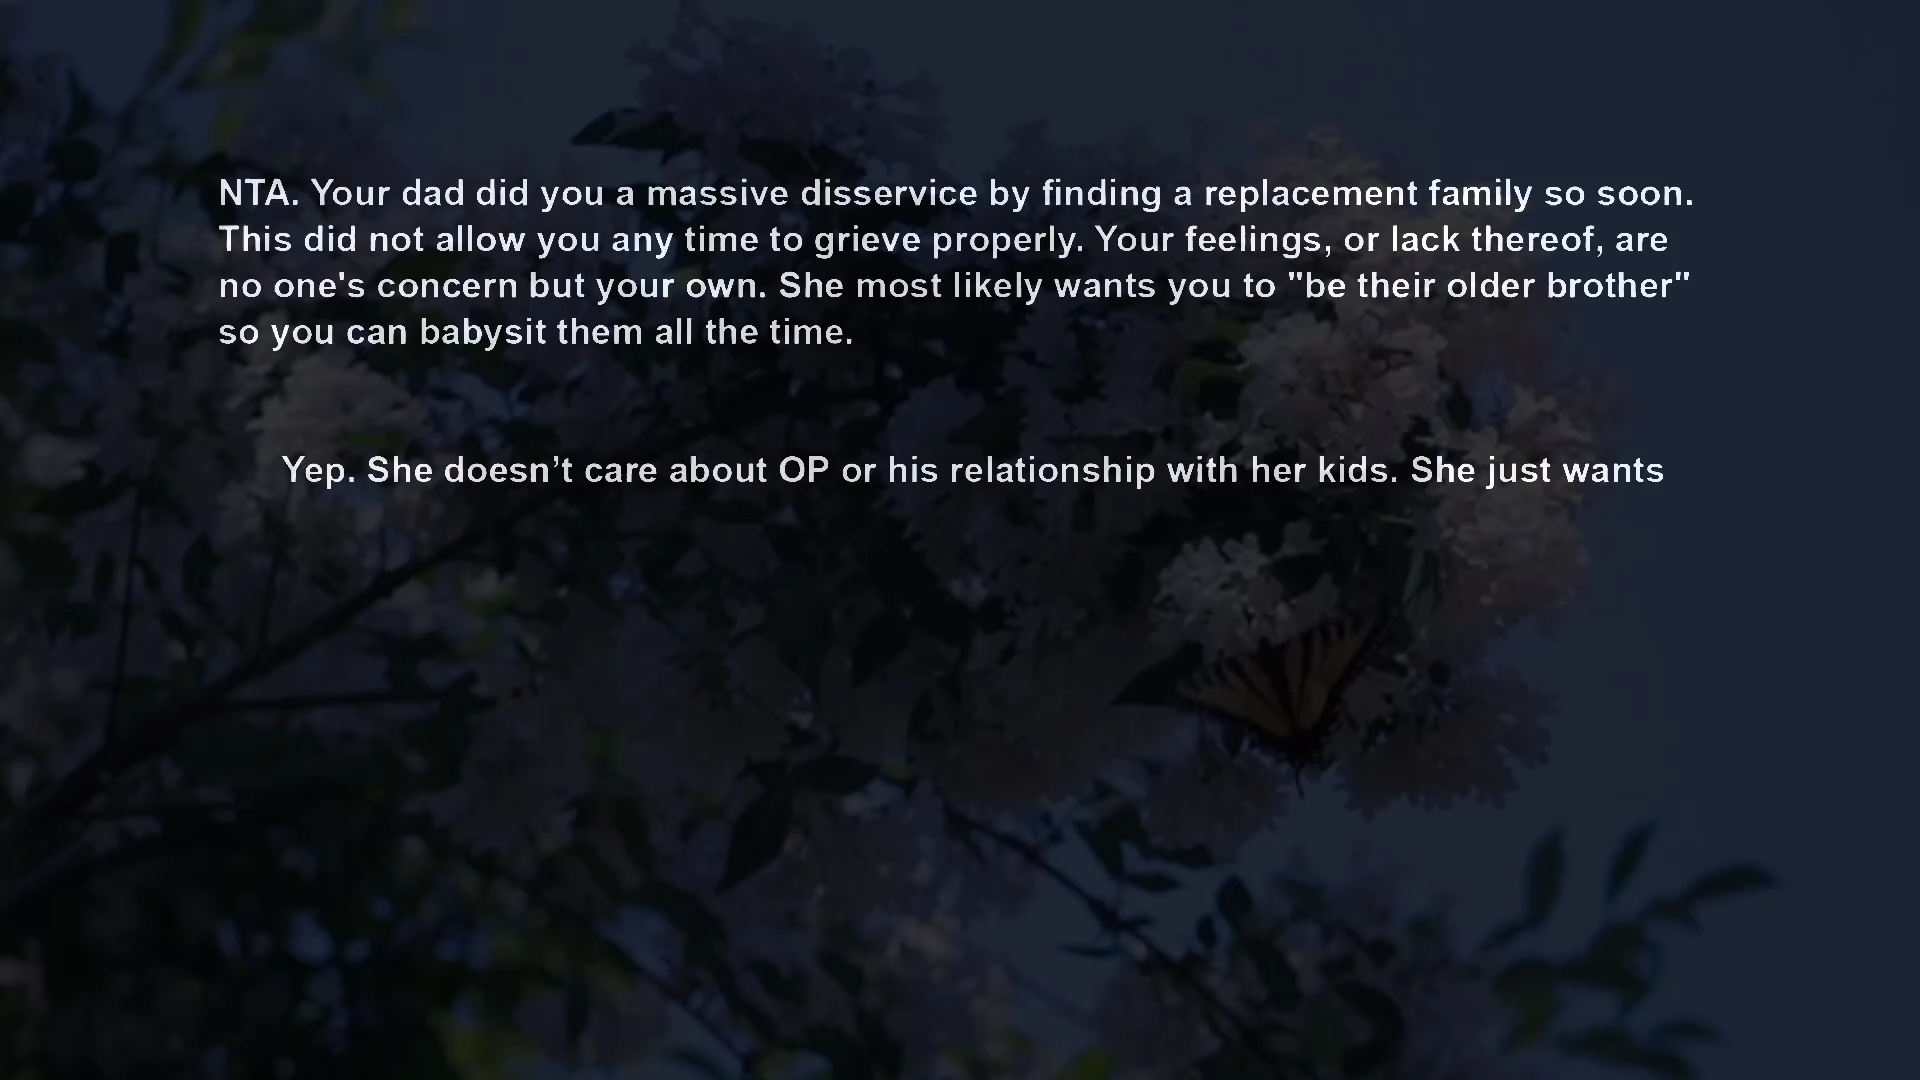 NTA. Your dad did you a massive disservice by finding a replacement family so soon.
This did not allow you any time to grieve properly. Your feelings, or lack thereof, are
no one's concern but your own. She most likely wants you to "be their older brother"
so you can babysit them all the time.
Yep. She doesn’t care about OP or his relationship with her kids. She just wants